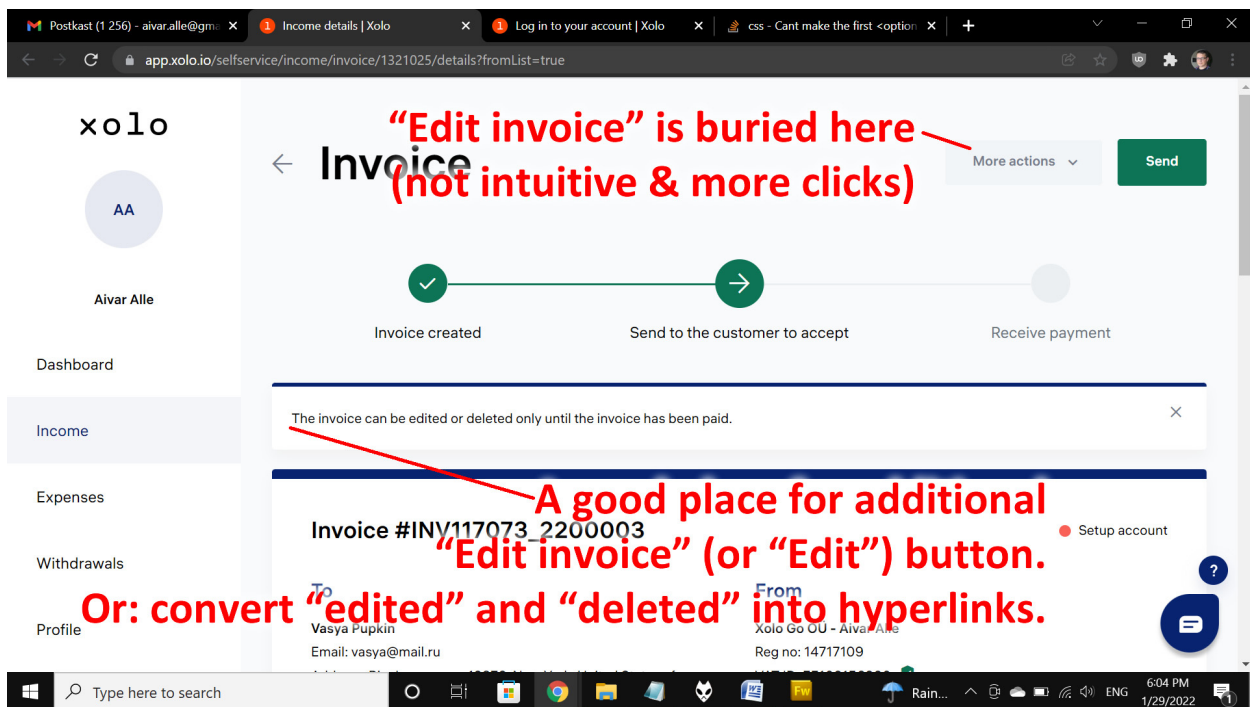 Postkast (1 256) - aivar.alle@gma
1 Income details | Xolo
1 Log in to your account | Xolo
css - Cant make the first <option
app.xolo.io/selfservice/income/invoice/1321025/details?fromList=true
xolo
AA
Aivar Alle
Dashboard
Income
Expenses
Withdrawals
Profile
Invoice
More actions
Send
“Edit invoice” is buried here
(not intuitive & more clicks)
Invoice created
Send to the customer to accept
Receive payment
The invoice can be edited or deleted only until the invoice has been paid.
A good place for additional
“Edit invoice” (or “Edit”) button.
Or: convert “edited” and “deleted” into hyperlinks.
Invoice #INV117073_2200003
Setup account
To
Vasya Pupkin
Email: vasya@mail.ru
From
Xolo Go OÜ - Aivar Alle
Reg no: 14717109
?
Type here to search
Fw
Rain...
ENG
6:04 PM
1/29/2022
1